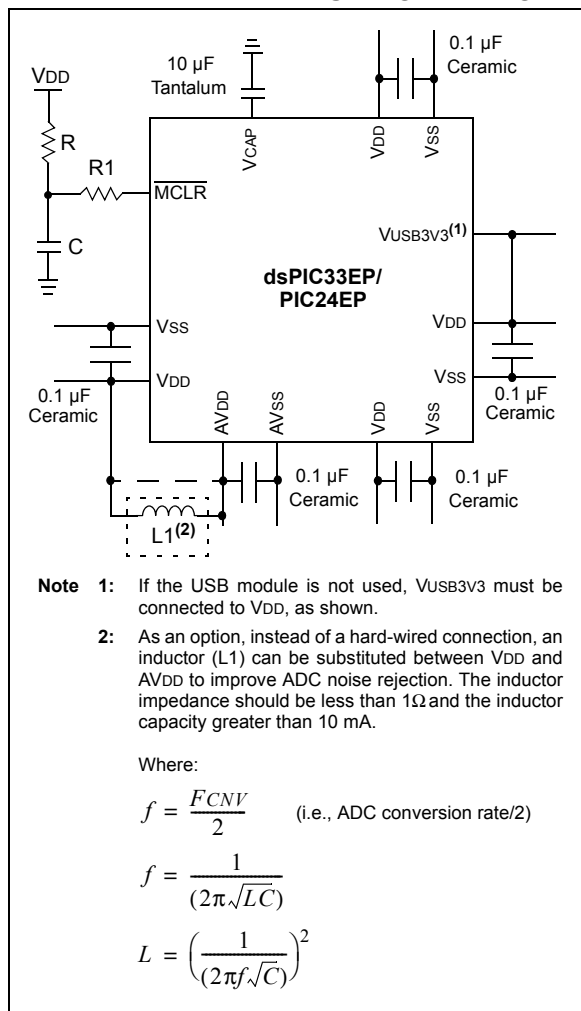 0.1 µF
Ceramic
10 µF
Tantalum
VDD
R
R1
C
VCAP
VDD
VSS
MCLR
VUSB3V3(1)
dsPIC33EP/
PIC24EP
VSS
VDD
VDD
VSS
0.1 µF
Ceramic
0.1 µF
Ceramic
AVDD
AVSS
VDD
VSS
0.1 µF
Ceramic
0.1 µF
Ceramic
L1(2)
Note 1: If the USB module is not used, VUSB3V3 must be
connected to VDD, as shown.
2: As an option, instead of a hard-wired connection, an
inductor (L1) can be substituted between VDD and
AVDD to improve ADC noise rejection. The inductor
impedance should be less than 1Ω and the inductor
capacity greater than 10 mA.
Where:
f = FCNV / 2 (i.e., ADC conversion rate/2)
f = 1 / (2π√LC)
L = (1 / (2πf√C))²